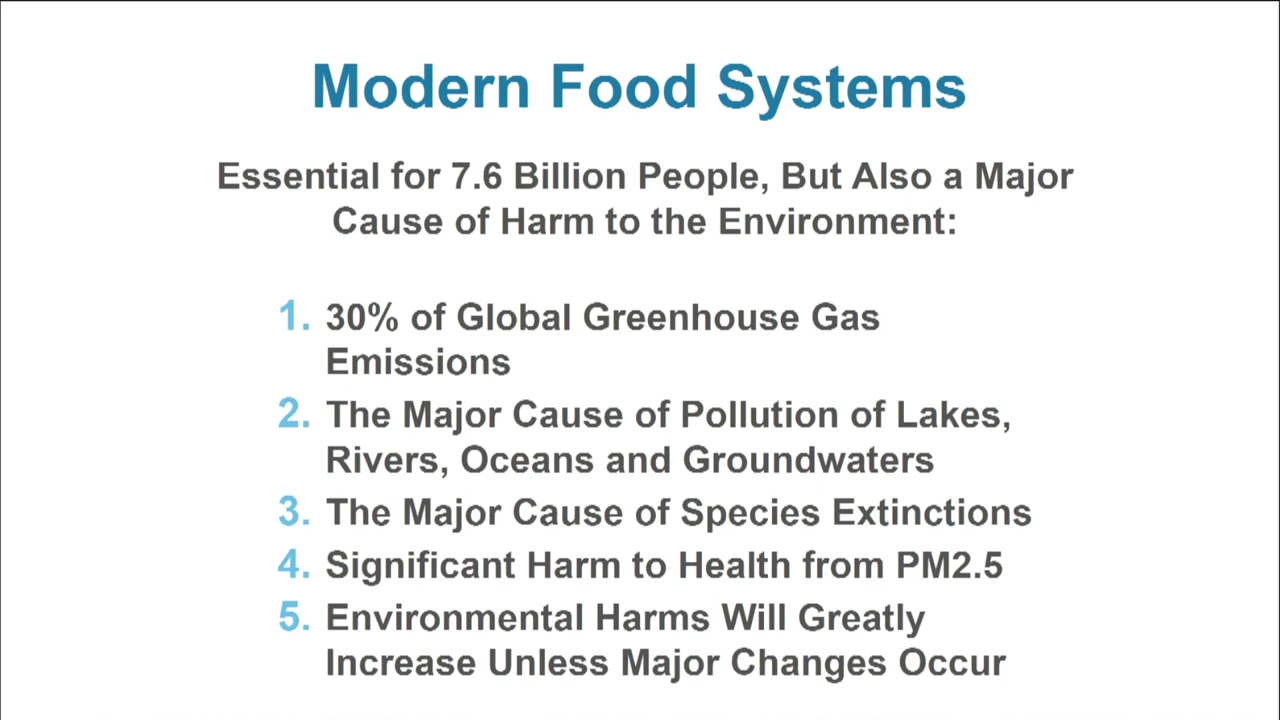 Modern Food Systems
Essential for 7.6 Billion People, But Also a Major
Cause of Harm to the Environment:
1. 30% of Global Greenhouse Gas
Emissions
2. The Major Cause of Pollution of Lakes,
Rivers, Oceans and Groundwaters
3. The Major Cause of Species Extinctions
4. Significant Harm to Health from PM2.5
5. Environmental Harms Will Greatly
Increase Unless Major Changes Occur